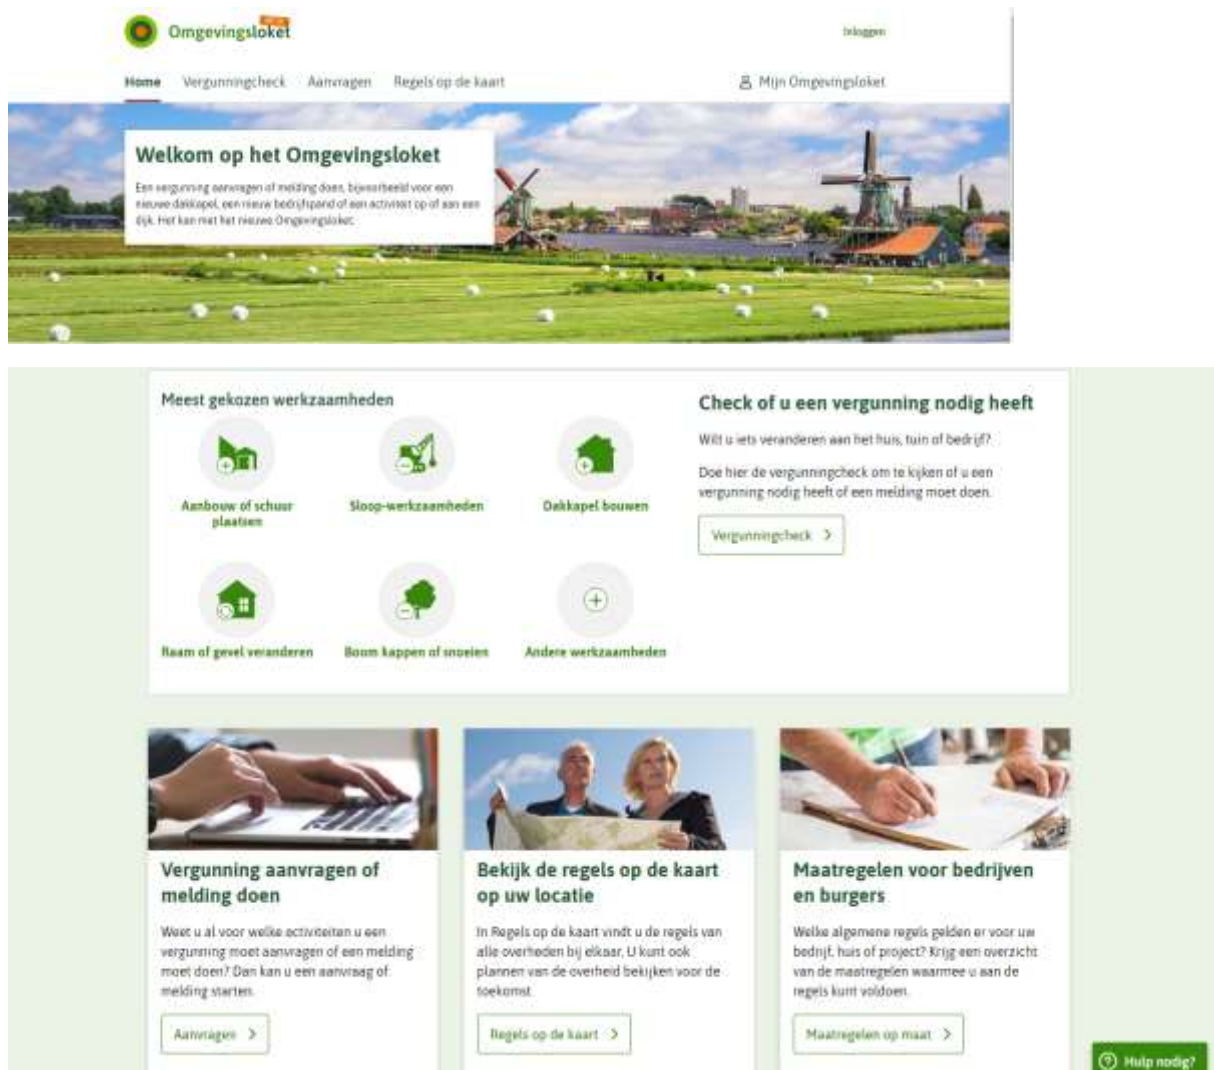 Omgevingsloket
Inloggen
Home Vergunningcheck Aanvragen Regels op de kaart Mijn Omgevingsloket
Welkom op het Omgevingsloket
Een vergunning aanvragen of melding doen, bijvoorbeeld voor een
nieuwe dakkapel, een nieuw bedrijfspand of een activiteit op of aan een
dijk. Het kan met het nieuwe Omgevingsloket.
Meest gekozen werkzaamheden
Aanbouw of schuur
plaatsen
Sloop-werkzaamheden
Dakkapel bouwen
Raam of gevel veranderen
Boom kappen of snoeien
Andere werkzaamheden
Check of u een vergunning nodig heeft
Wilt u iets veranderen aan het huis, tuin of bedrijf?
Doe hier de vergunningcheck om te kijken of u een
vergunning nodig heeft of een melding moet doen.
Vergunningcheck
Vergunning aanvragen of
melding doen
Weet u al voor welke activiteiten u een
vergunning moet aanvragen of een melding
moet doen? Dan kan u een aanvraag of
melding starten.
Aanvragen
Bekijk de regels op de kaart
op uw locatie
In Regels op de kaart vindt u de regels van
alle overheden bij elkaar. U kunt ook
plannen van de overheid bekijken voor de
toekomst.
Regels op de kaart
Maatregelen voor bedrijven
en burgers
Welke algemene regels gelden er voor uw
bedrijf, huis of project? Krijg een overzicht
van de maatregelen waarmee u aan de
regels kunt voldoen.
Maatregelen op maat
Hulp nodig?